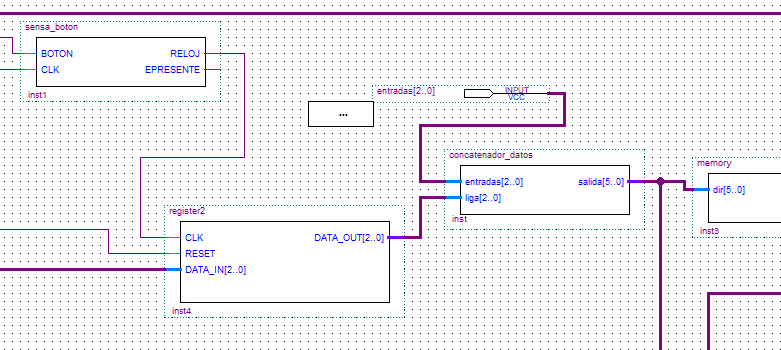 sensa_boton
BOTON RELOJ
CLK EPRESENTE
inst1
entradas[2..0] INPUT
VCC
...
concatenador_datos
entradas[2..0] salida[5..0]
liga[2..0]
inst
memory
dir[5..0]
inst3
register2
CLK DATA_OUT[2..0]
RESET
DATA_IN[2..0]
inst4